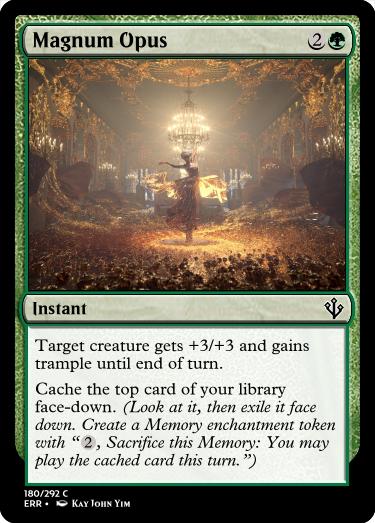 Magnum Opus 2
Instant
Target creature gets +3/+3 and gains
trample until end of turn.
Cache the top card of your library
face-down. (Look at it, then exile it face
down. Create a Memory enchantment token
with “2, Sacrifice this Memory: You may
play the cached card this turn.”)
180/292 C
ERR • Kay John Yim